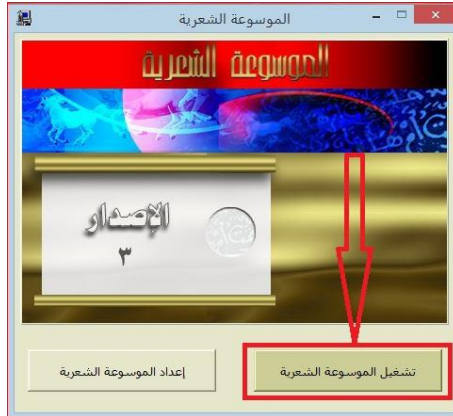 الموسوعة الشعرية
الموسوعة الشعرية
الإصدار
٣
تشغيل الموسوعة الشعرية
إعداد الموسوعة الشعرية